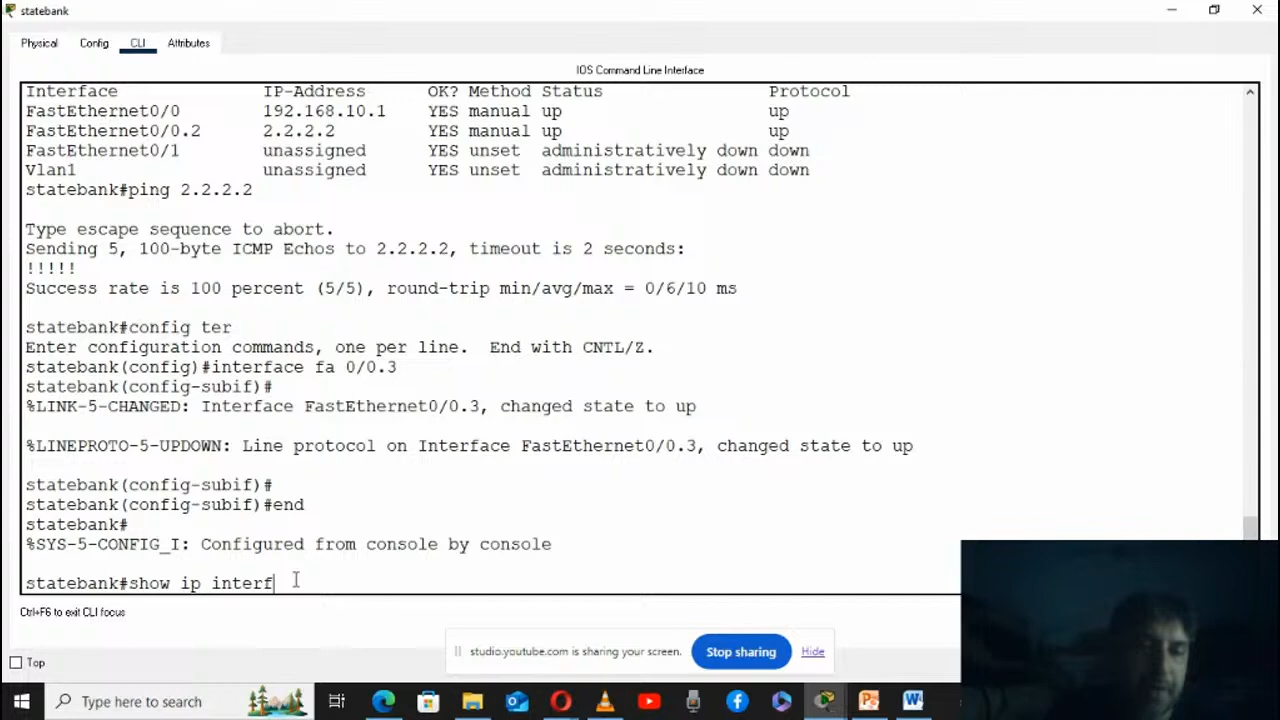 statebank
Physical Config CLI Attributes
IOS Command Line Interface
Interface IP-Address OK? Method Status Protocol
FastEthernet0/0 192.168.10.1 YES manual up up
FastEthernet0/0.2 2.2.2.2 YES manual up up
FastEthernet0/1 unassigned YES unset administratively down down
Vlan1 unassigned YES unset administratively down down
statebank#ping 2.2.2.2
Type escape sequence to abort.
Sending 5, 100-byte ICMP Echos to 2.2.2.2, timeout is 2 seconds:
!!!!!
Success rate is 100 percent (5/5), round-trip min/avg/max = 0/6/10 ms
statebank#config ter
Enter configuration commands, one per line. End with CNTL/Z.
statebank(config)#interface fa 0/0.3
statebank(config-subif)#
%LINK-5-CHANGED: Interface FastEthernet0/0.3, changed state to up
%LINEPROTO-5-UPDOWN: Line protocol on Interface FastEthernet0/0.3, changed state to up
statebank(config-subif)#
statebank(config-subif)#end
statebank#
%SYS-5-CONFIG_I: Configured from console by console
statebank#show ip interf
Ctrl+F6 to exit CLI focus
studio.youtube.com is sharing your screen. Stop sharing Hide
Top
Type here to search